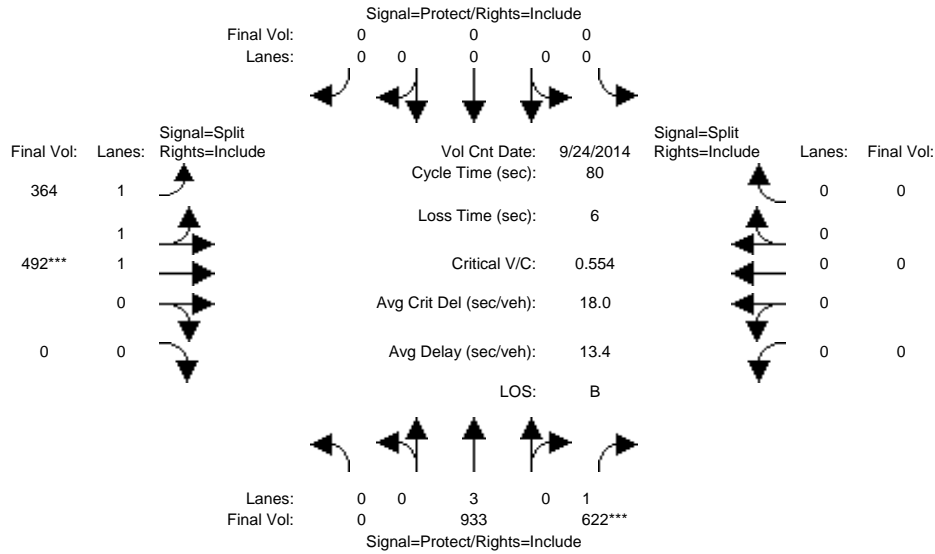 Signal=Protect/Rights=Include
Final Vol: 0 0 0
Lanes: 0 0 0 0 0
Signal=Split
Final Vol: Lanes: Rights=Include
Vol Cnt Date: 9/24/2014
Signal=Split
Rights=Include Lanes: Final Vol:
Cycle Time (sec): 80
364 1 0 0
Loss Time (sec): 6
1 0
492*** 1 Critical V/C: 0.554 0 0
0 Avg Crit Del (sec/veh): 18.0 0
0 0 Avg Delay (sec/veh): 13.4 0 0
LOS: B
Lanes: 0 0 3 0 1
Final Vol: 0 933 622***
Signal=Protect/Rights=Include